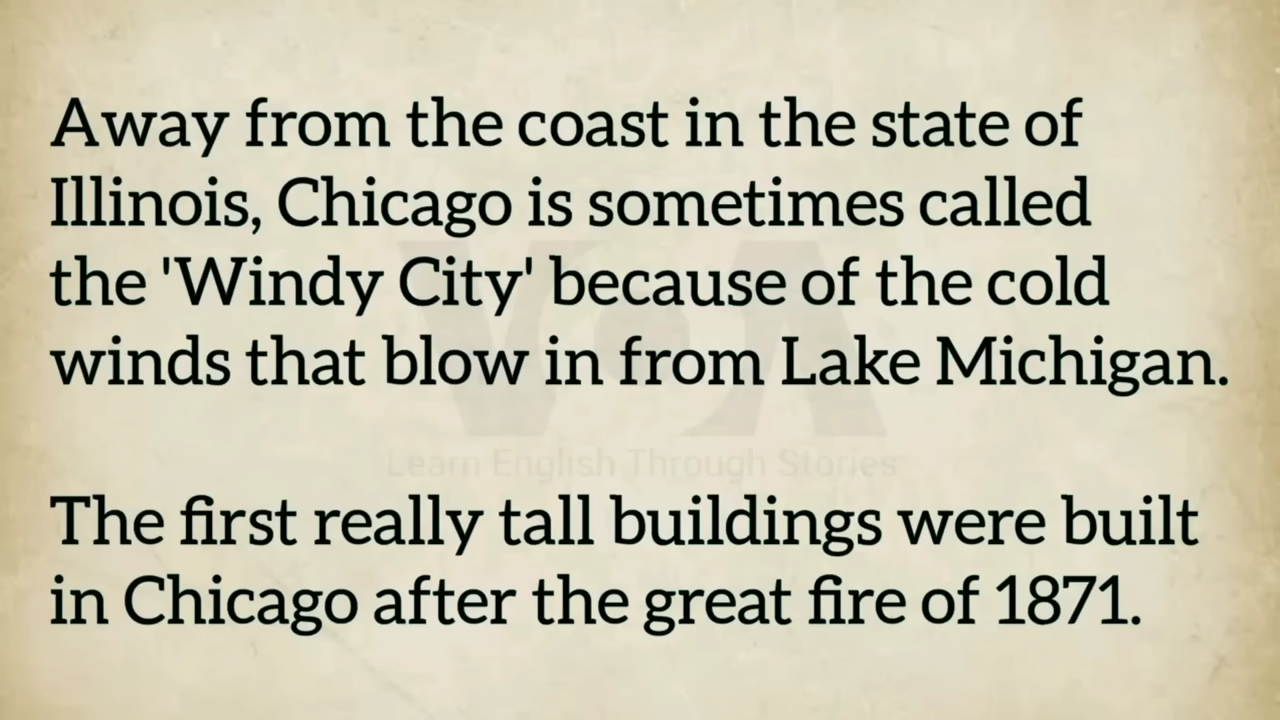 Away from the coast in the state of
Illinois, Chicago is sometimes called
the 'Windy City' because of the cold
winds that blow in from Lake Michigan.
VOA
Learn English Through Stories
The first really tall buildings were built
in Chicago after the great fire of 1871.